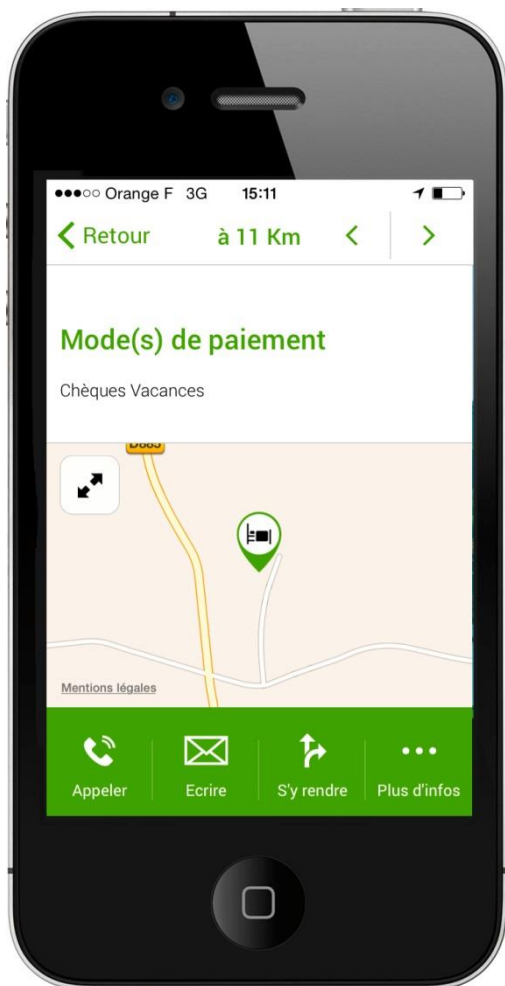 Orange F 3G 15:11
Retour à 11 Km
Mode(s) de paiement
Chèques Vacances
Mentions légales
Appeler Ecrire S'y rendre Plus d'infos